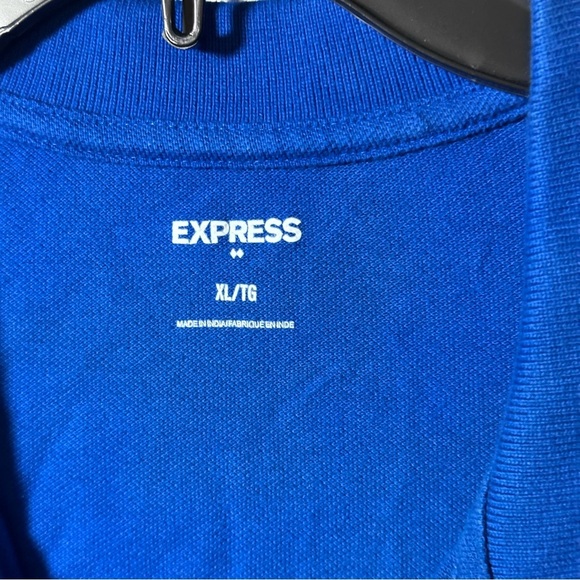 EXPRESS
XL/TG
MADE IN INDIA/FABRIQUÉ EN INDE